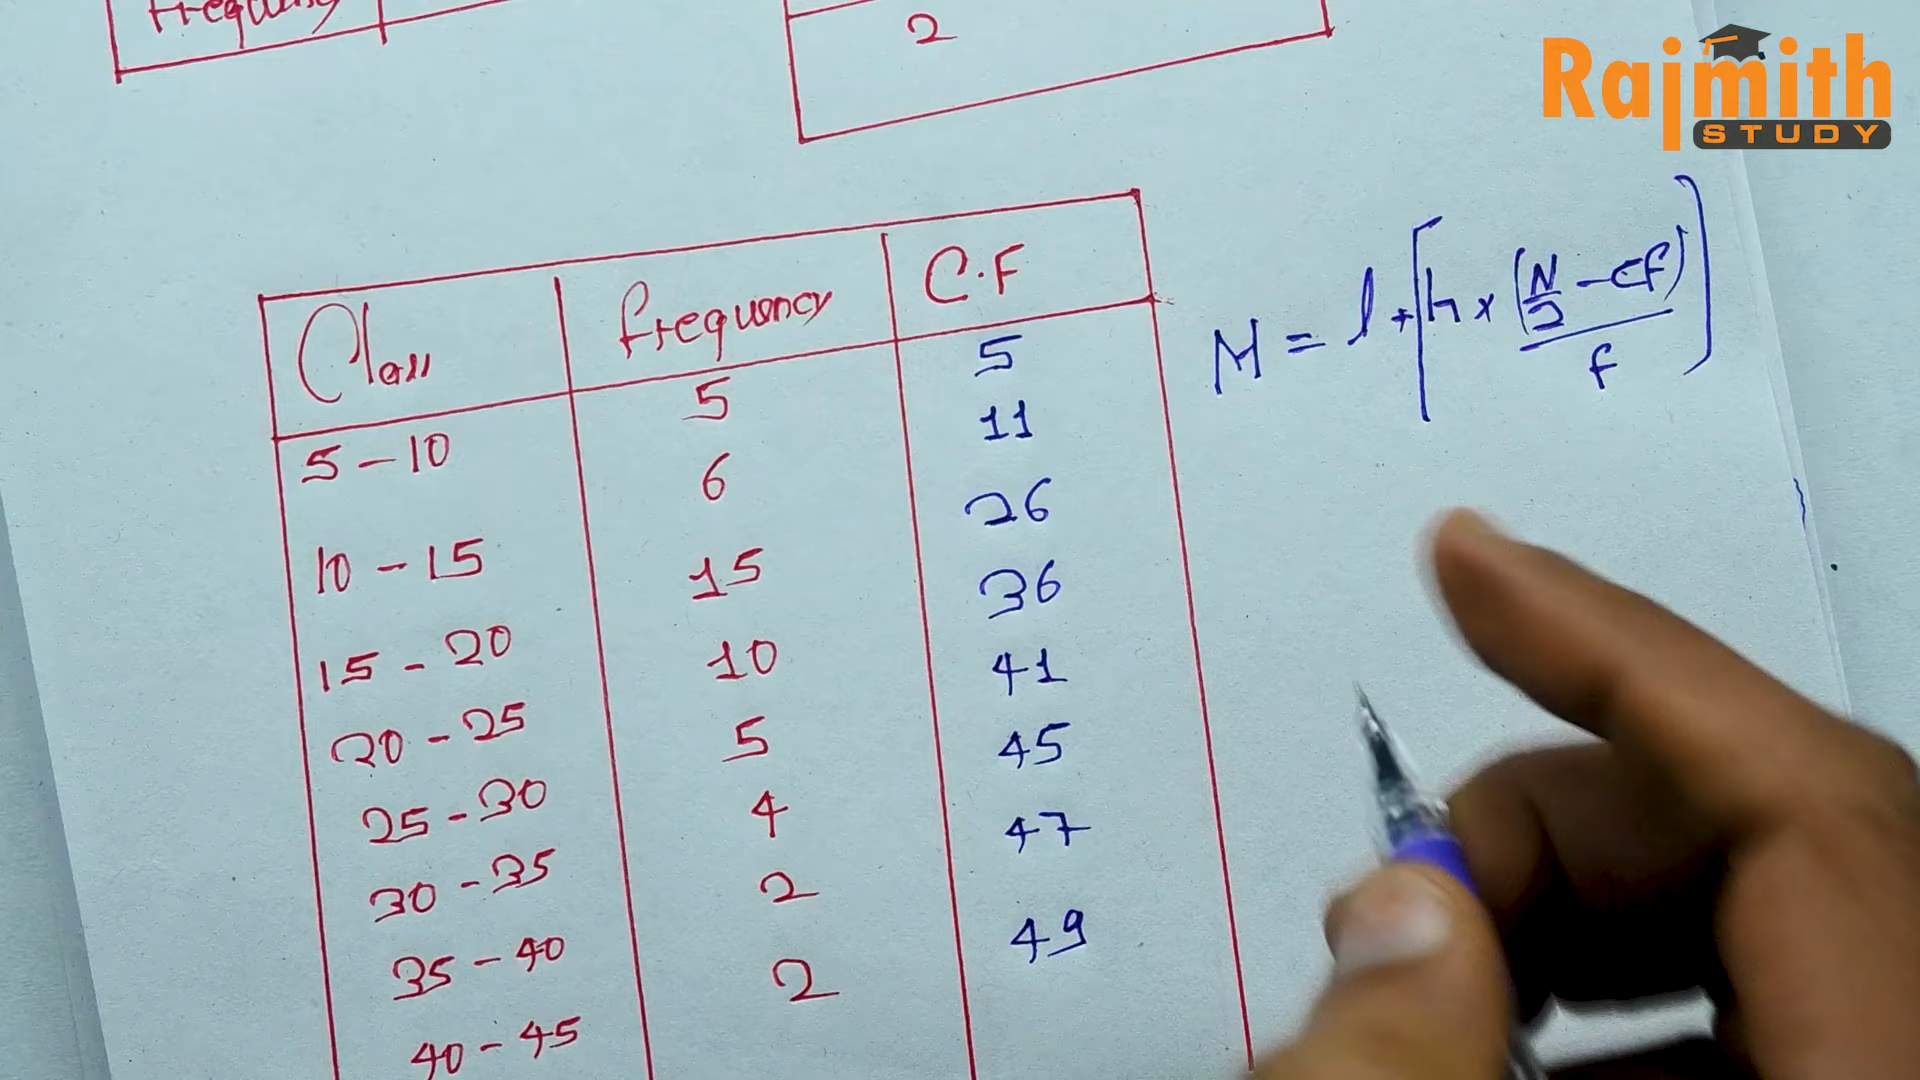 Frequency
2
Rajmith
STUDY
Class Frequency C.F
5-10 5 5
10-15 6 11
15-20 15 26
20-25 10 36
25-30 5 41
30-35 4 45
35-40 2 47
40-45 2 49
M = l + [h × (N/2 - cf)/f]